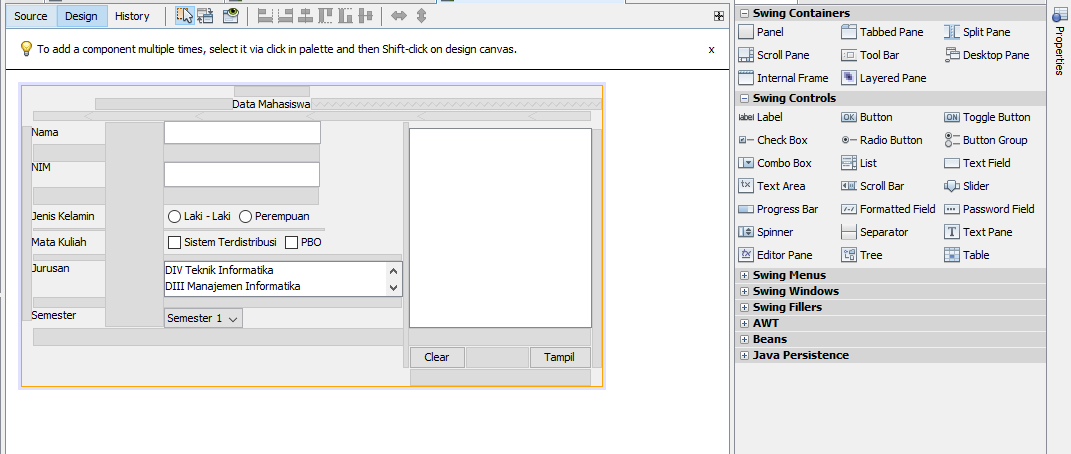 Source Design History
To add a component multiple times, select it via click in palette and then Shift-click on design canvas. x
Data Mahasiswa
Nama
NIM
Jenis Kelamin Laki - Laki Perempuan
Mata Kuliah Sistem Terdistribusi PBO
Jurusan DIV Teknik Informatika
DIII Manajemen Informatika
Semester Semester 1
Clear Tampil
Swing Containers
Panel Tabbed Pane Split Pane
Scroll Pane Tool Bar Desktop Pane
Internal Frame Layered Pane
Swing Controls
label Label OK Button ON Toggle Button
Check Box Radio Button Button Group
Combo Box List Text Field
tx Text Area Scroll Bar Slider
Progress Bar Formatted Field Password Field
Spinner Separator T Text Pane
tx Editor Pane Tree Table
Swing Menus
Swing Windows
Swing Fillers
AWT
Beans
Java Persistence
Properties